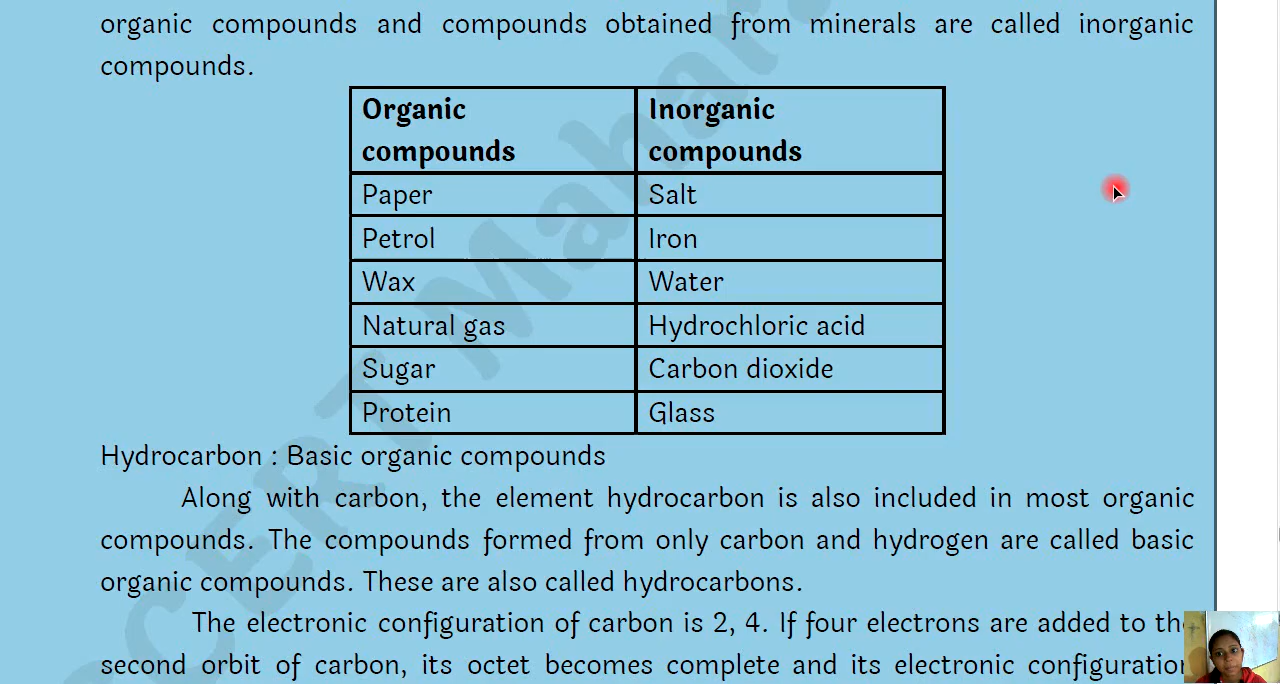 organic compounds and compounds obtained from minerals are called inorganic
compounds.
Organic compounds
Inorganic compounds
Paper
Salt
Petrol
Iron
Wax
Water
Natural gas
Hydrochloric acid
Sugar
Carbon dioxide
Protein
Glass
Hydrocarbon : Basic organic compounds
Along with carbon, the element hydrocarbon is also included in most organic
compounds. The compounds formed from only carbon and hydrogen are called basic
organic compounds. These are also called hydrocarbons.
The electronic configuration of carbon is 2, 4. If four electrons are added to the
second orbit of carbon, its octet becomes complete and its electronic configuration